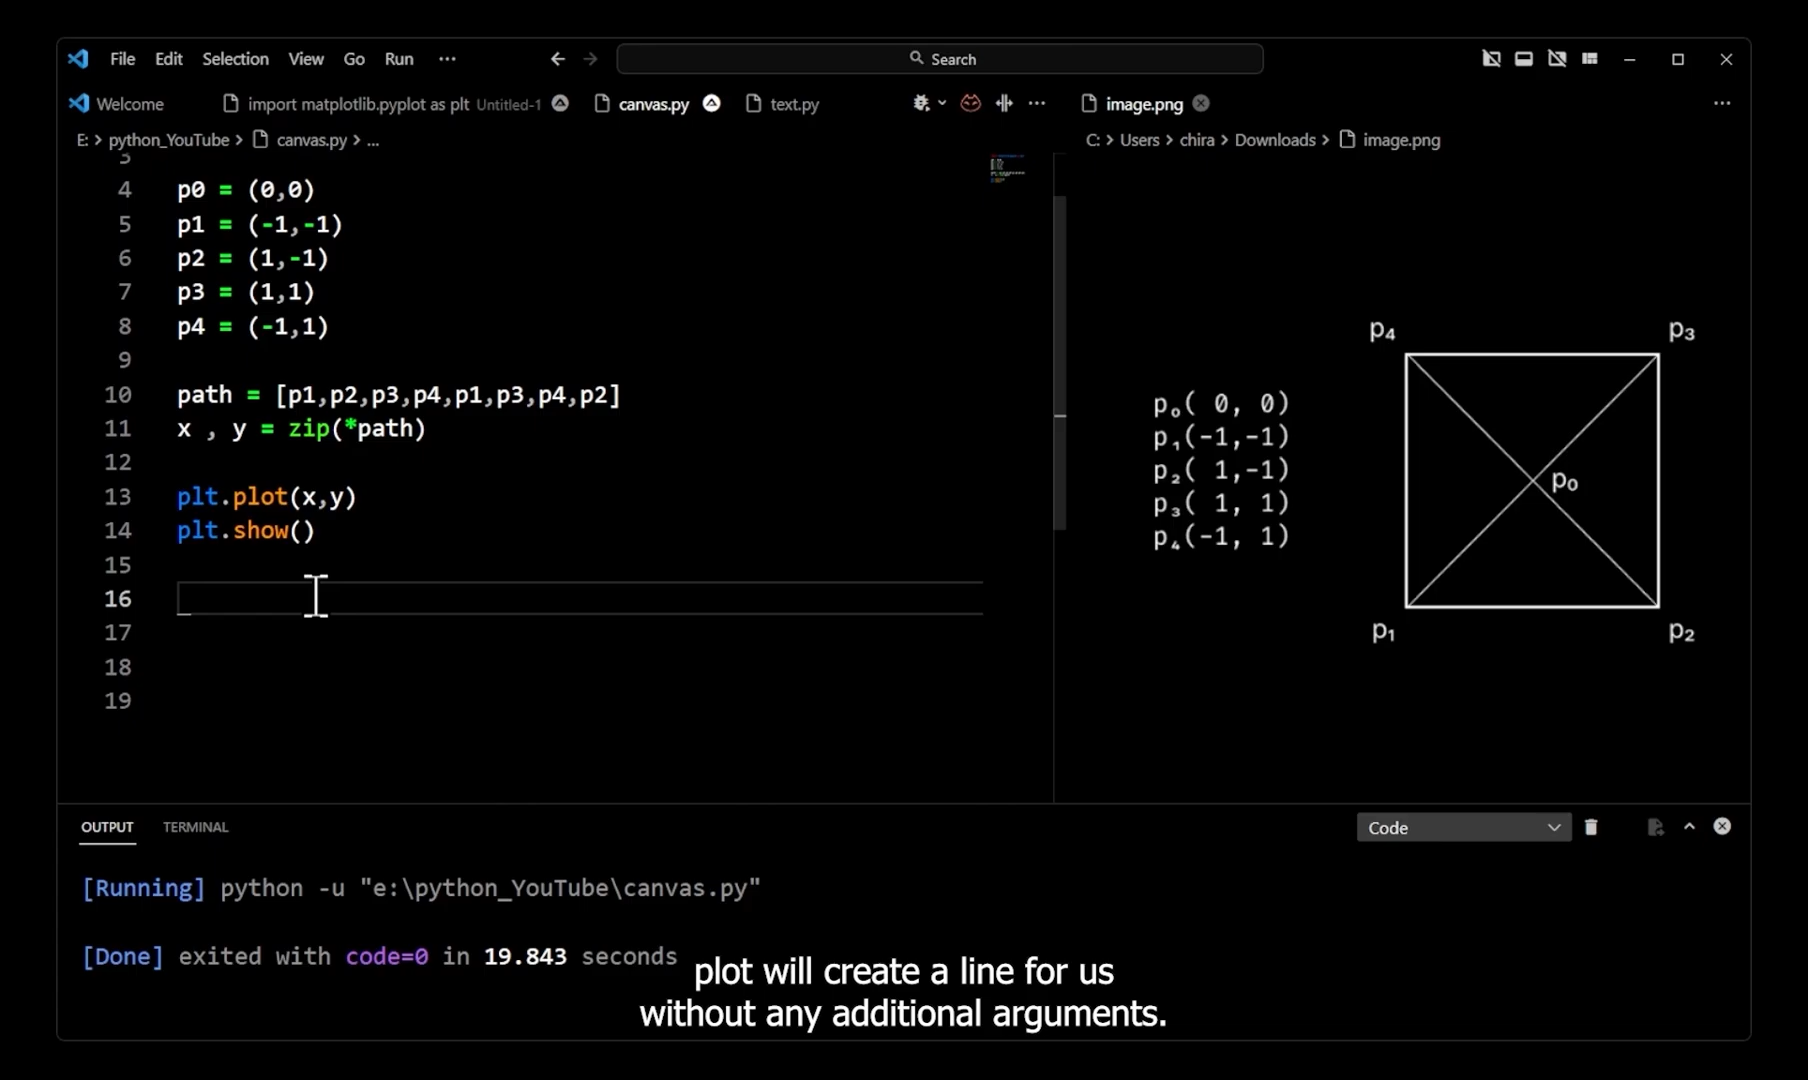 File Edit Selection View Go Run ··· Search
Welcome import matplotlib.pyplot as plt Untitled-1 canvas.py text.py ··· image.png ···
E: > python_YouTube > canvas.py > ... C: > Users > chira > Downloads > image.png
3
4 p0 = (0,0)
5 p1 = (-1,-1)
6 p2 = (1,-1)
7 p3 = (1,1)
8 p4 = (-1,1)
9
10 path = [p1,p2,p3,p4,p1,p3,p4,p2]
11 x , y = zip(*path)
12
13 plt.plot(x,y)
14 plt.show()
15
16
17
18
19
p₄ p₃
p₀( 0, 0)
p₁(-1,-1)
p₂( 1,-1)
p₃( 1, 1)
p₄(-1, 1)
p₀
p₁ p₂
OUTPUT TERMINAL Code
[Running] python -u "e:\python_YouTube\canvas.py"
[Done] exited with code=0 in 19.843 seconds
plot will create a line for us
without any additional arguments.